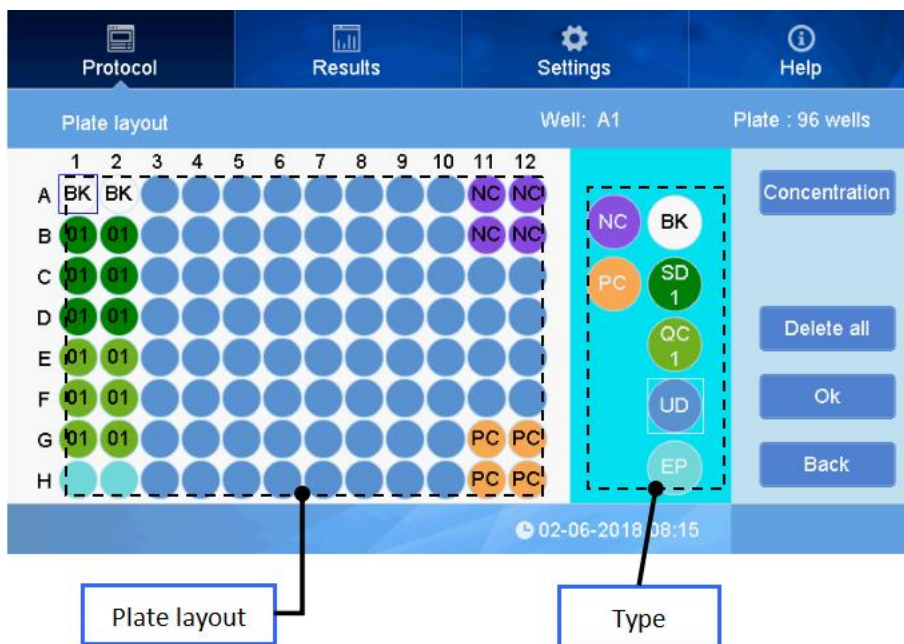 Protocol Results Settings Help
Plate layout Well: A1 Plate : 96 wells
1 2 3 4 5 6 7 8 9 10 11 12
A BK BK NC NC
B 01 01 NC NC
C 01 01
D 01 01
E 01 01
F 01 01
G 01 01 PC PC
H PC PC
NC BK
PC SD
1
QC
1
UD
EP
Concentration
Delete all
Ok
Back
02-06-2018 08:15
Plate layout
Type